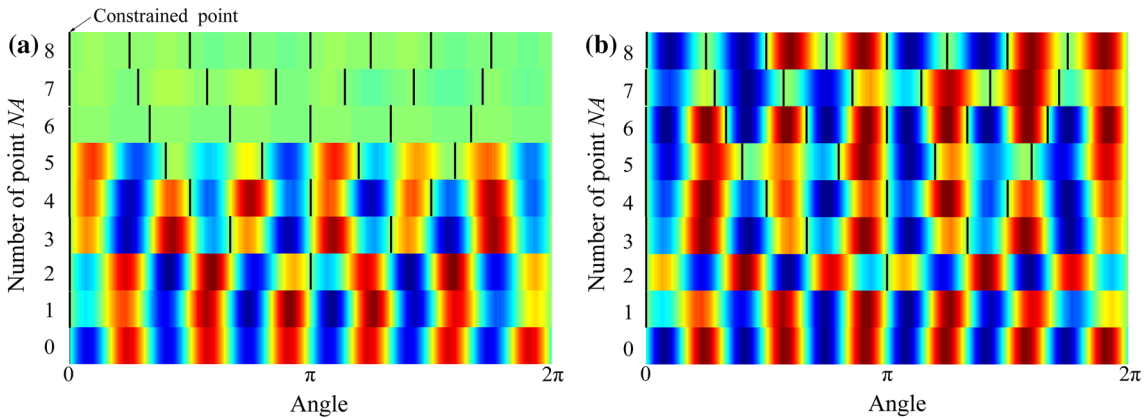 Constrained point
(a)
Number of point NA
8
7
6
5
4
3
2
1
0
0 π 2π
Angle
(b)
Number of point NA
8
7
6
5
4
3
2
1
0
0 π 2π
Angle